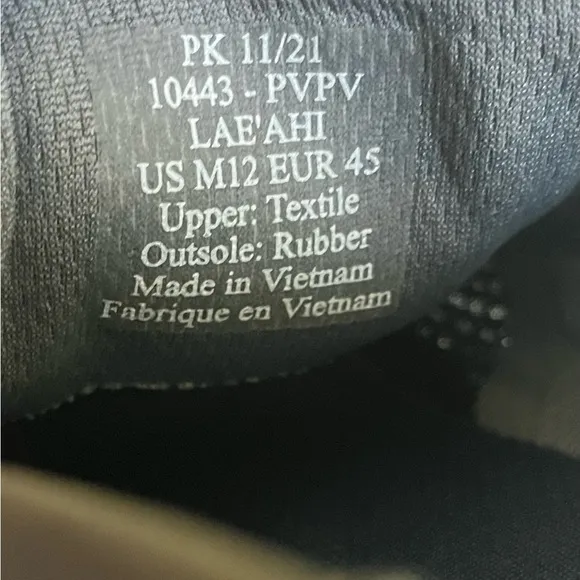 PK 11/21
10443 - PVPV
LAE'AHI
US M12 EUR 45
Upper: Textile
Outsole: Rubber
Made in Vietnam
Fabrique en Vietnam